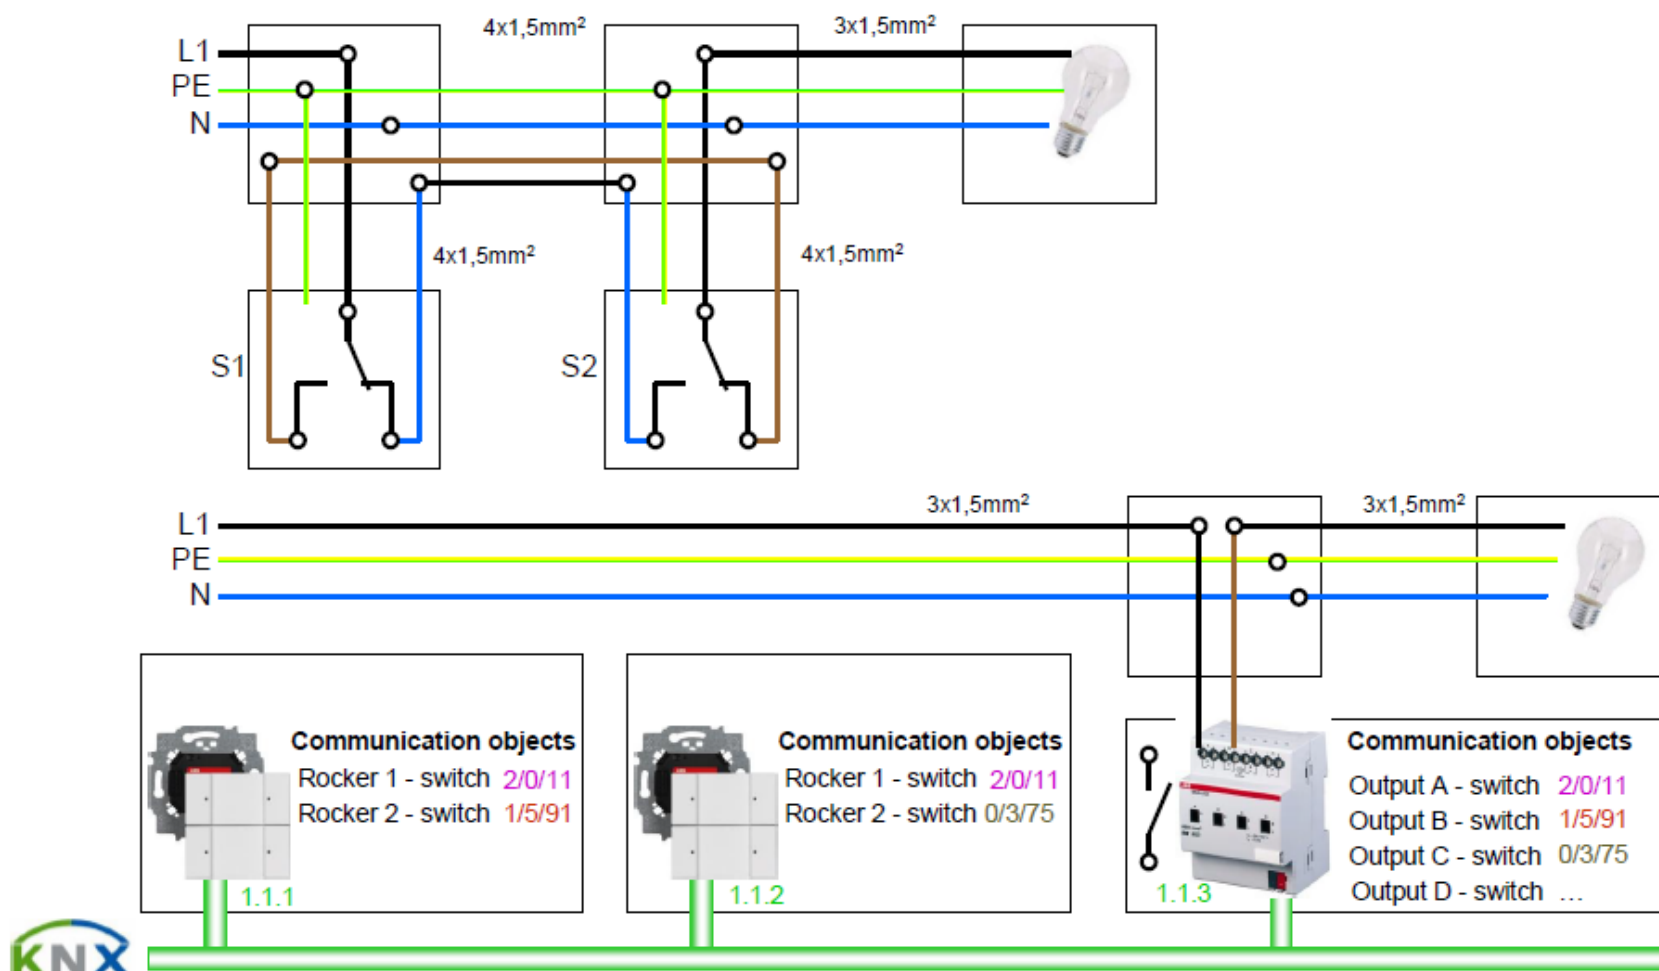 4x1,5mm²
3x1,5mm²
L1
PE
N
4x1,5mm²
4x1,5mm²
S1
S2
3x1,5mm²
3x1,5mm²
L1
PE
N
Communication objects
Rocker 1 - switch 2/0/11
Rocker 2 - switch 1/5/91
1.1.1
Communication objects
Rocker 1 - switch 2/0/11
Rocker 2 - switch 0/3/75
1.1.2
Communication objects
Output A - switch 2/0/11
Output B - switch 1/5/91
Output C - switch 0/3/75
Output D - switch ...
1.1.3
KNX